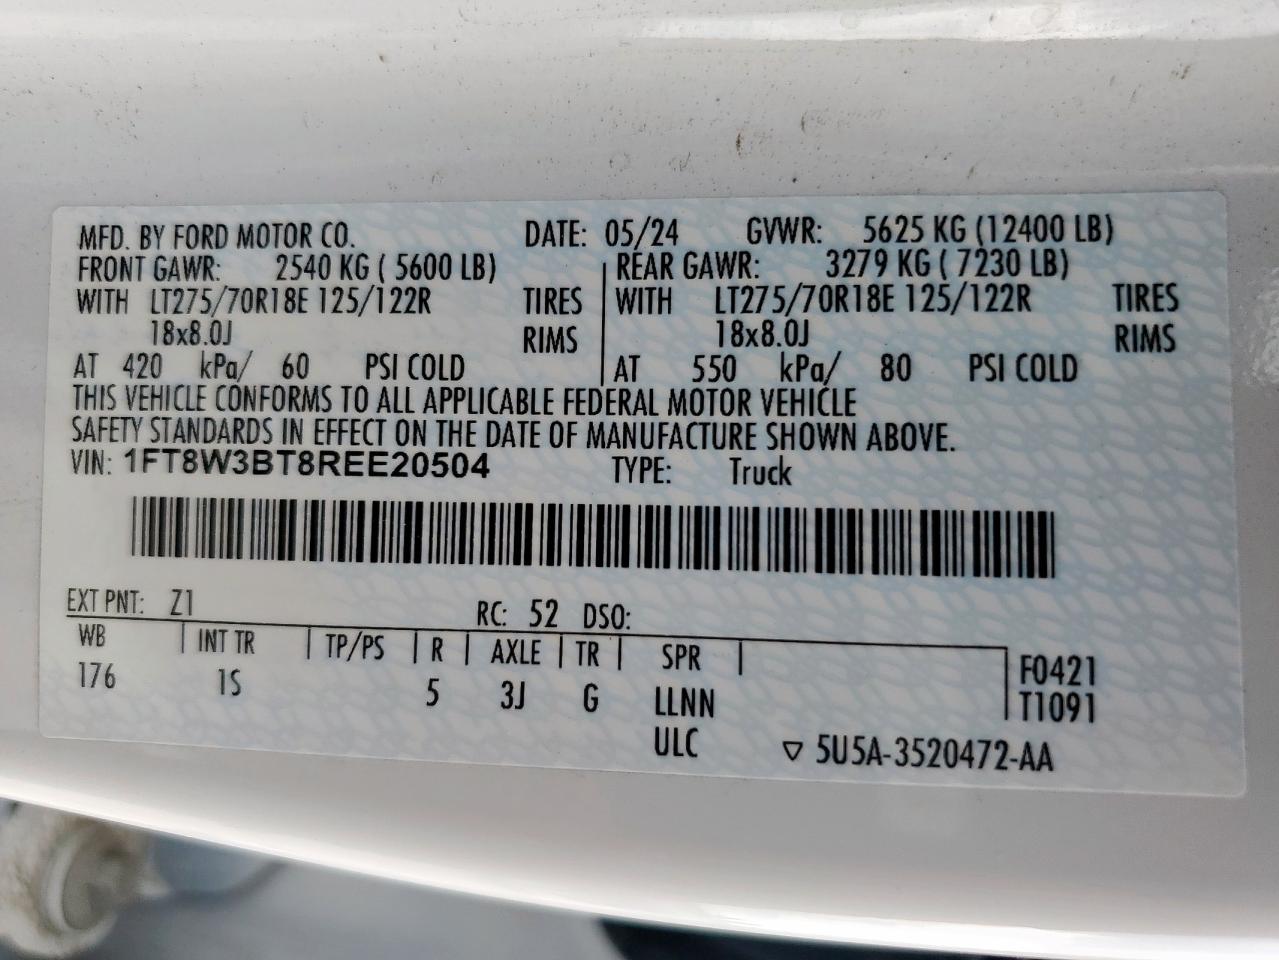 MFD. BY FORD MOTOR CO. DATE: 05/24 GVWR: 5625 KG (12400 LB)
FRONT GAWR: 2540 KG ( 5600 LB) REAR GAWR: 3279 KG ( 7230 LB)
WITH LT275/70R18E 125/122R TIRES WITH LT275/70R18E 125/122R TIRES
18x8.0J RIMS 18x8.0J RIMS
AT 420 kPa/ 60 PSI COLD AT 550 kPa/ 80 PSI COLD
THIS VEHICLE CONFORMS TO ALL APPLICABLE FEDERAL MOTOR VEHICLE
SAFETY STANDARDS IN EFFECT ON THE DATE OF MANUFACTURE SHOWN ABOVE.
VIN: 1FT8W3BT8REE20504 TYPE: Truck
EXT PNT: Z1 RC: 52 DSO:
WB INT TR TP/PS R AXLE TR SPR F0421
176 1S 5 3J G LLNN T1091
ULC ▽ 5U5A-3520472-AA